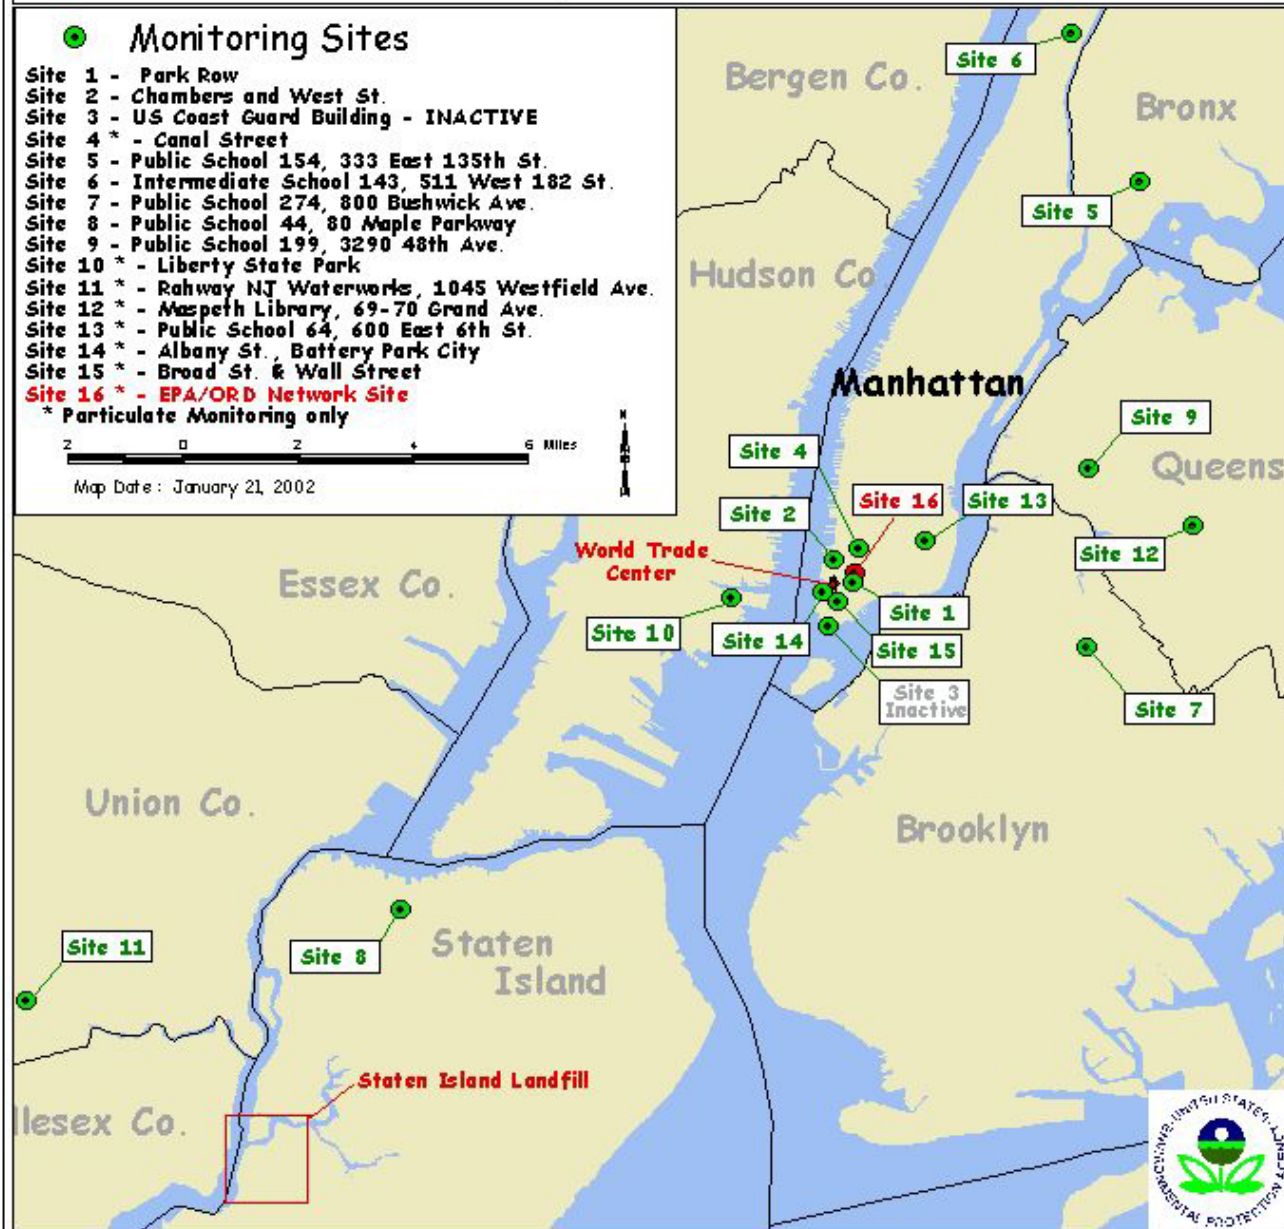 Monitoring Sites
Site 1 - Park Row
Site 2 - Chambers and West St.
Site 3 - US Coast Guard Building - INACTIVE
Site 4 * - Canal Street
Site 5 - Public School 154, 333 East 135th St.
Site 6 - Intermediate School 143, 511 West 182 St.
Site 7 - Public School 274, 800 Bushwick Ave.
Site 8 - Public School 44, 80 Maple Parkway
Site 9 - Public School 199, 3290 48th Ave.
Site 10 * - Liberty State Park
Site 11 * - Rahway NJ Waterworks, 1045 Westfield Ave.
Site 12 * - Maspeth Library, 69-70 Grand Ave.
Site 13 * - Public School 64, 600 East 6th St.
Site 14 * - Albany St., Battery Park City
Site 15 * - Broad St. & Wall Street
Site 16 * - EPA/ORD Network Site
* Particulate Monitoring only
2 0 2 4 6 Miles
N
Map Date: January 21, 2002
Site 6
Bergen Co.
Bronx
Site 5
Hudson Co
Manhattan
Site 9
Site 4
Queens
Site 16
Site 13
Site 2
Site 12
World Trade
Center
Essex Co.
Site 1
Site 10
Site 14
Site 15
Site 3
Inactive
Site 7
Union Co.
Brooklyn
Site 11
Site 8
Staten
Island
Staten Island Landfill
llesex Co.
UNITED STATES
ENVIRONMENTAL PROTECTION